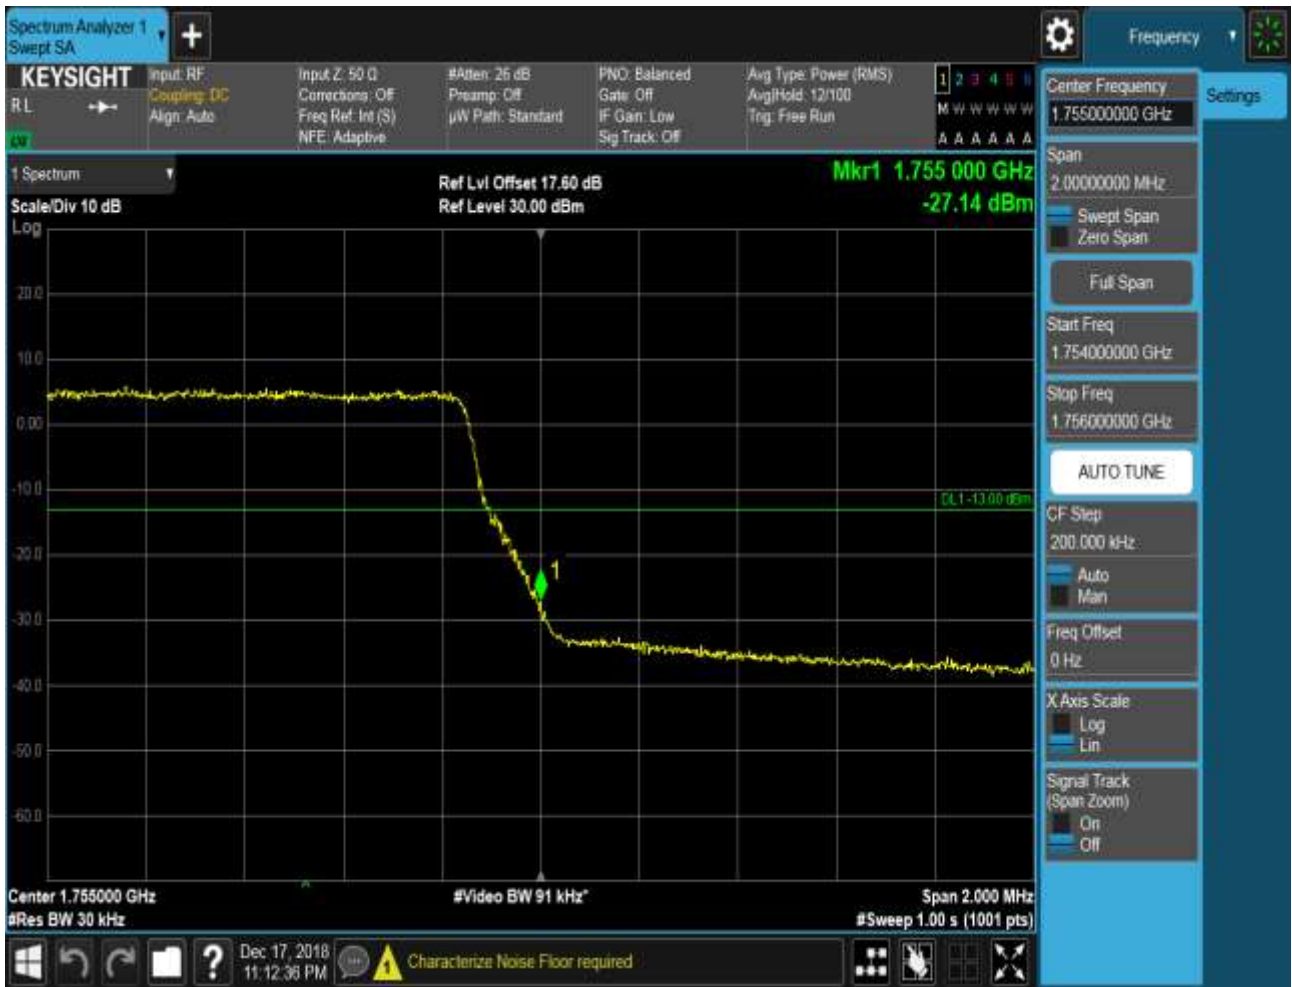 Spectrum Analyzer 1
Swept SA
+
Frequency
KEYSIGHT
RL
Input: RF
Coupling: DC
Align: Auto
Input Z: 50 Ω
Corrections: Off
Freq Ref: Int (S)
NFE: Adaptive
#Atten: 26 dB
Preamp: Off
µW Path: Standard
PNO: Balanced
Gate: Off
IF Gain: Low
Sig Track: Off
Avg Type: Power (RMS)
Avg|Hold: 12/100
Trig: Free Run
1 2 3 4 5 6
M W W W W W
A A A A A A
1 Spectrum
Scale/Div 10 dB
Log
Ref Lvl Offset 17.60 dB
Ref Level 30.00 dBm
Mkr1 1.755 000 GHz
-27.14 dBm
20.0
10.0
0.00
-10.0
-20.0
-30.0
-40.0
-50.0
-60.0
DL1 -13.00 dBm
1
Center 1.755000 GHz
#Res BW 30 kHz
#Video BW 91 kHz*
Span 2.000 MHz
#Sweep 1.00 s (1001 pts)
Center Frequency
1.755000000 GHz
Settings
Span
2.00000000 MHz
Swept Span
Zero Span
Full Span
Start Freq
1.754000000 GHz
Stop Freq
1.756000000 GHz
AUTO TUNE
CF Step
200.000 kHz
Auto
Man
Freq Offset
0 Hz
X Axis Scale
Log
Lin
Signal Track
(Span Zoom)
On
Off
?
Dec 17, 2018
11:12:36 PM
1
Characterize Noise Floor required